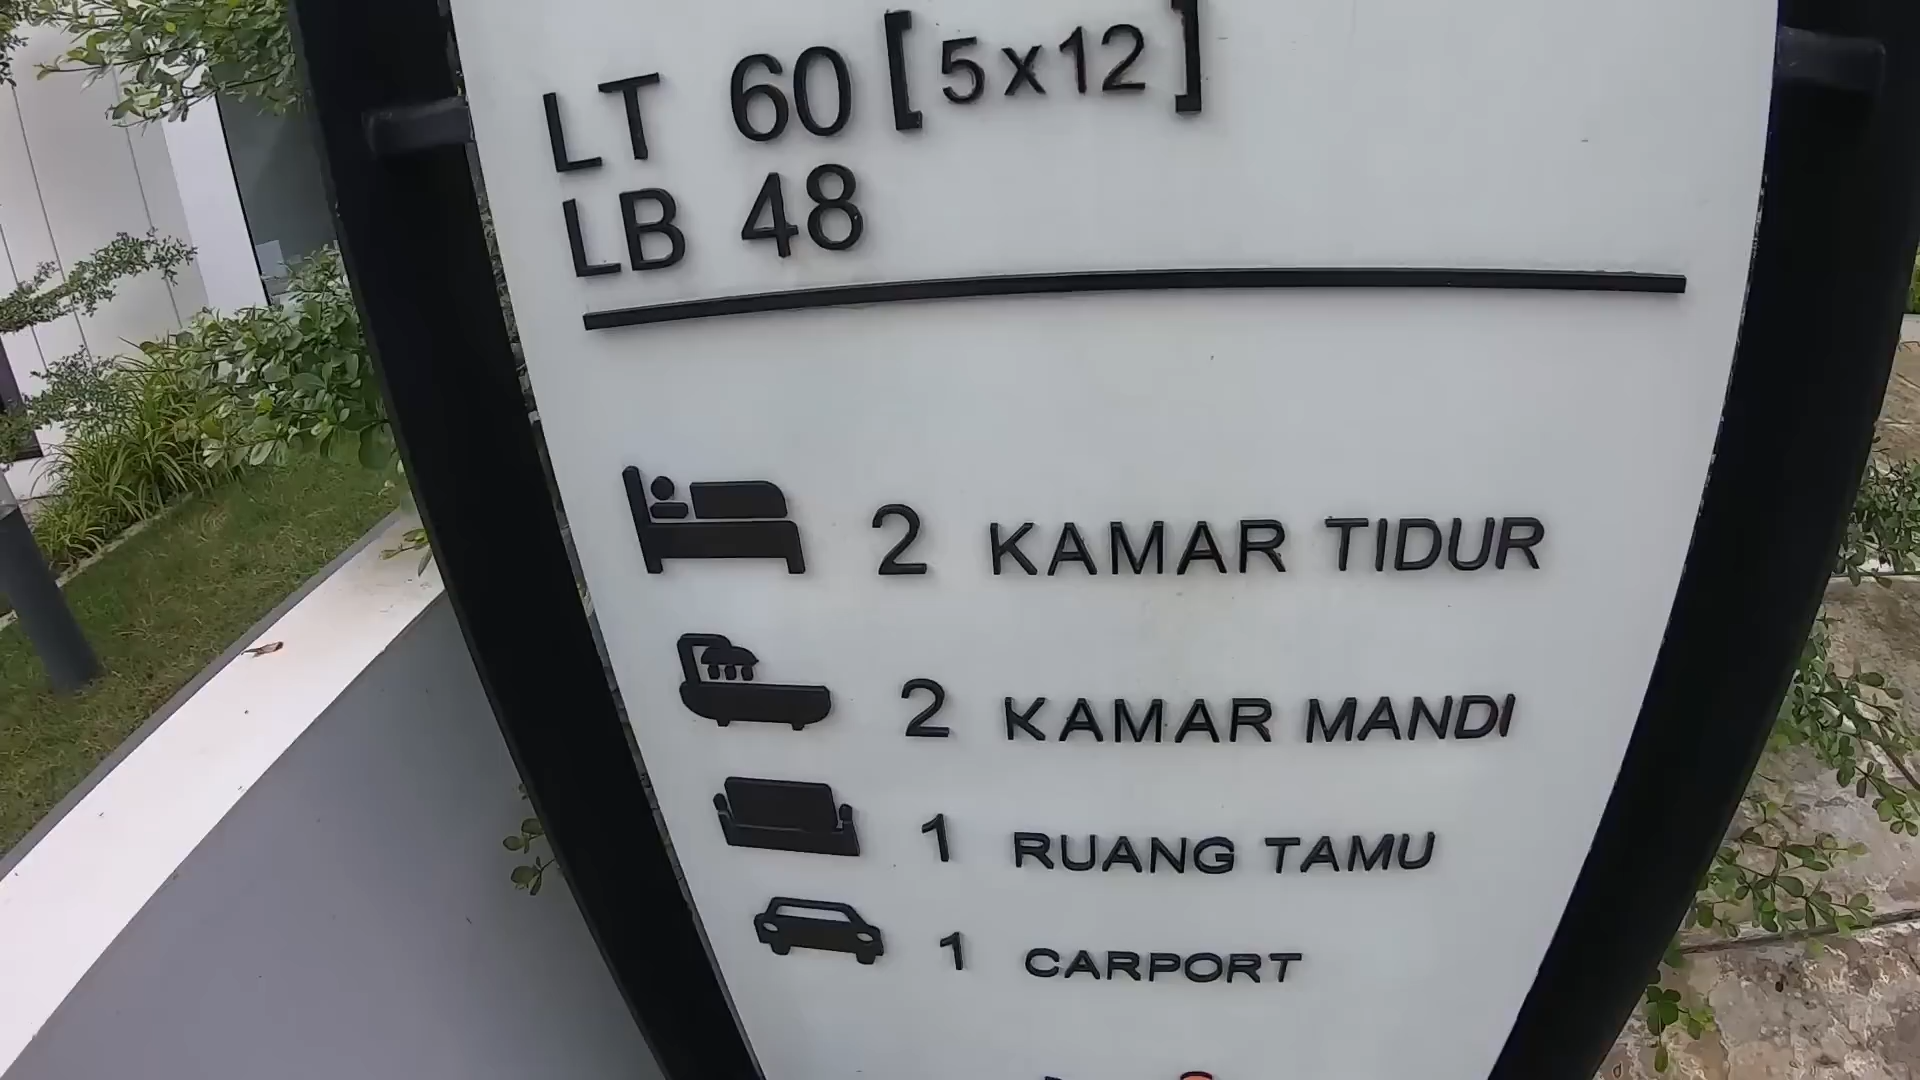 LT 60 [5x12]
LB 48
2 KAMAR TIDUR
2 KAMAR MANDI
1 RUANG TAMU
1 CARPORT